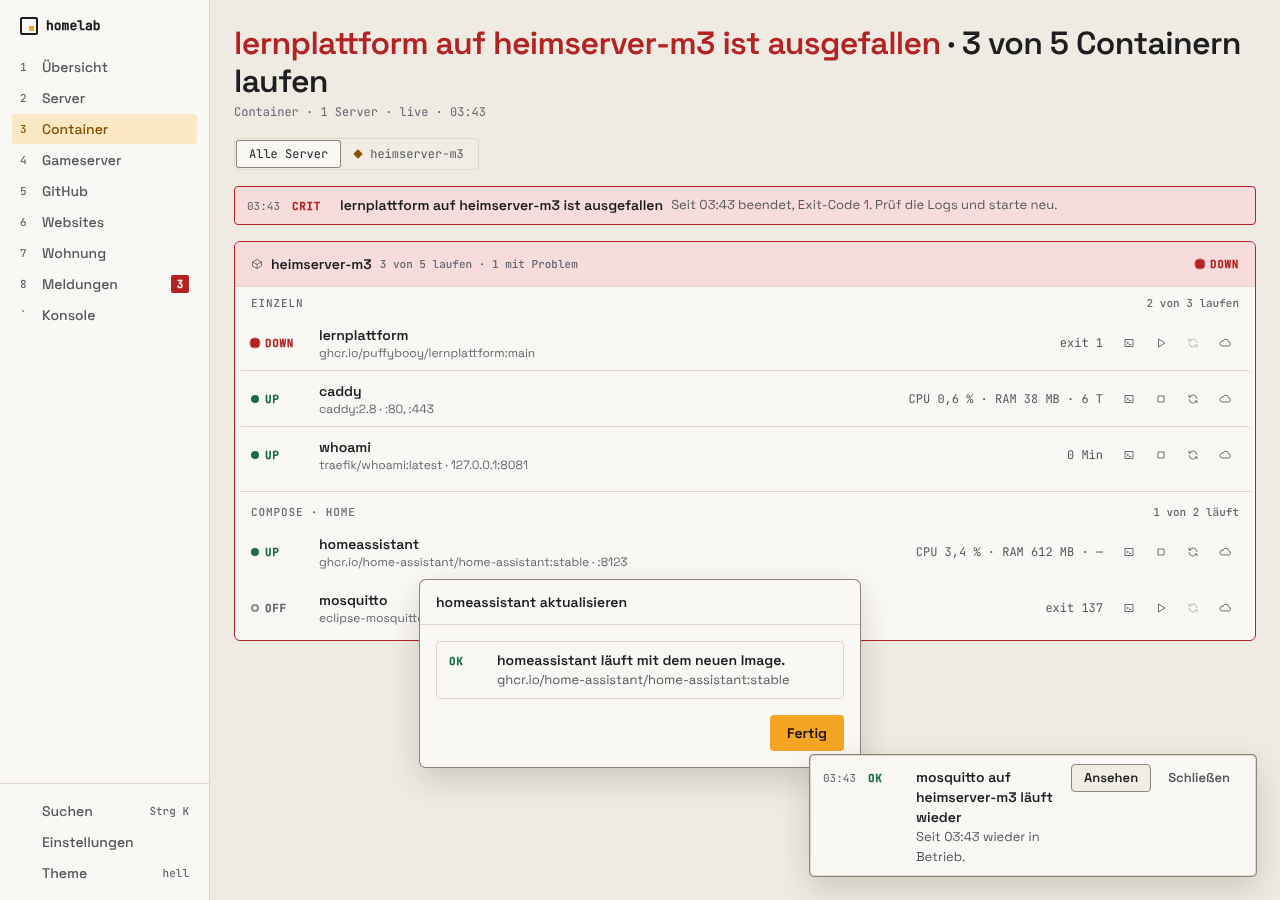 homelab
1 Übersicht
2 Server
3 Container
4 Gameserver
5 GitHub
6 Websites
7 Wohnung
8 Meldungen 3
` Konsole
Suchen Strg K
Einstellungen
Theme hell
lernplattform auf heimserver-m3 ist ausgefallen · 3 von 5 Containern
laufen
Container · 1 Server · live · 03:43
Alle Server heimserver-m3
03:43 CRIT lernplattform auf heimserver-m3 ist ausgefallen Seit 03:43 beendet, Exit-Code 1. Prüf die Logs und starte neu.
heimserver-m3 3 von 5 laufen · 1 mit Problem DOWN
EINZELN 2 von 3 laufen
DOWN lernplattform exit 1
ghcr.io/puffybooy/lernplattform:main
UP caddy CPU 0,6 % · RAM 38 MB · 6 T
caddy:2.8 · :80, :443
UP whoami 0 Min
traefik/whoami:latest · 127.0.0.1:8081
COMPOSE · HOME 1 von 2 läuft
UP homeassistant CPU 3,4 % · RAM 612 MB · —
ghcr.io/home-assistant/home-assistant:stable · :8123
OFF mosquitto exit 137
homeassistant aktualisieren
OK homeassistant läuft mit dem neuen Image.
ghcr.io/home-assistant/home-assistant:stable
Fertig
03:43 OK mosquitto auf
heimserver-m3 läuft
wieder
Seit 03:43 wieder in
Betrieb.
Ansehen Schließen